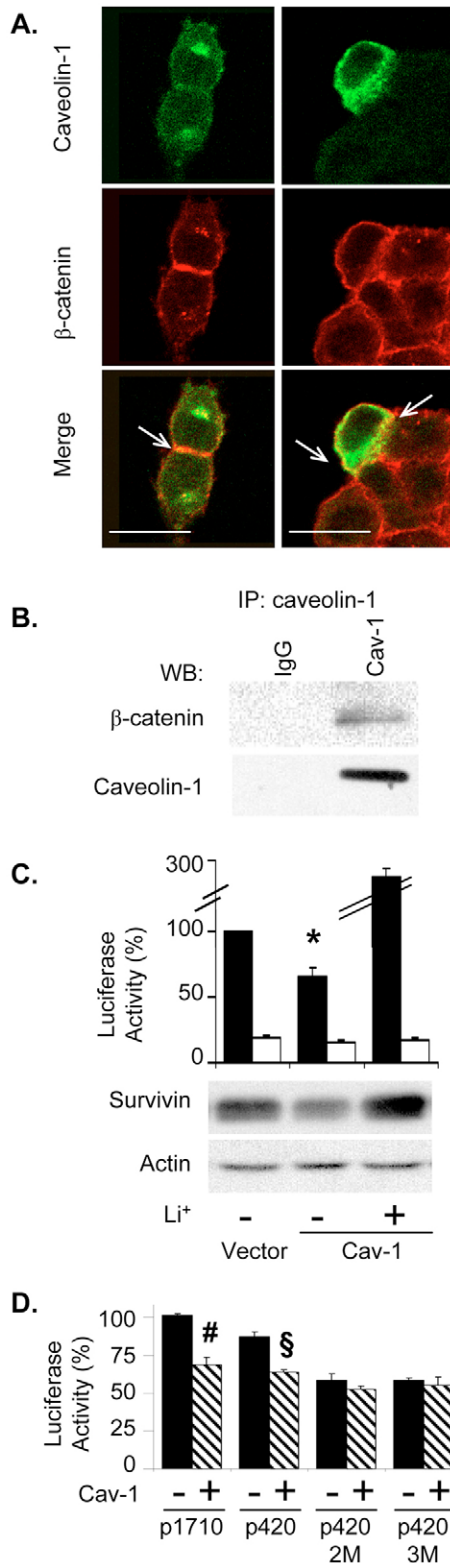 A.
Caveolin-1
β-catenin
Merge
B.
IP: caveolin-1
WB:
IgG
Cav-1
β-catenin
Caveolin-1
C.
Luciferase
Activity (%)
300
100
50
0
*
Survivin
Actin
Li⁺
- - +
Vector Cav-1
D.
Luciferase
Activity (%)
100
75
50
25
0
# §
Cav-1 - + - + - + - +
p1710 p420 p420 p420
2M 3M